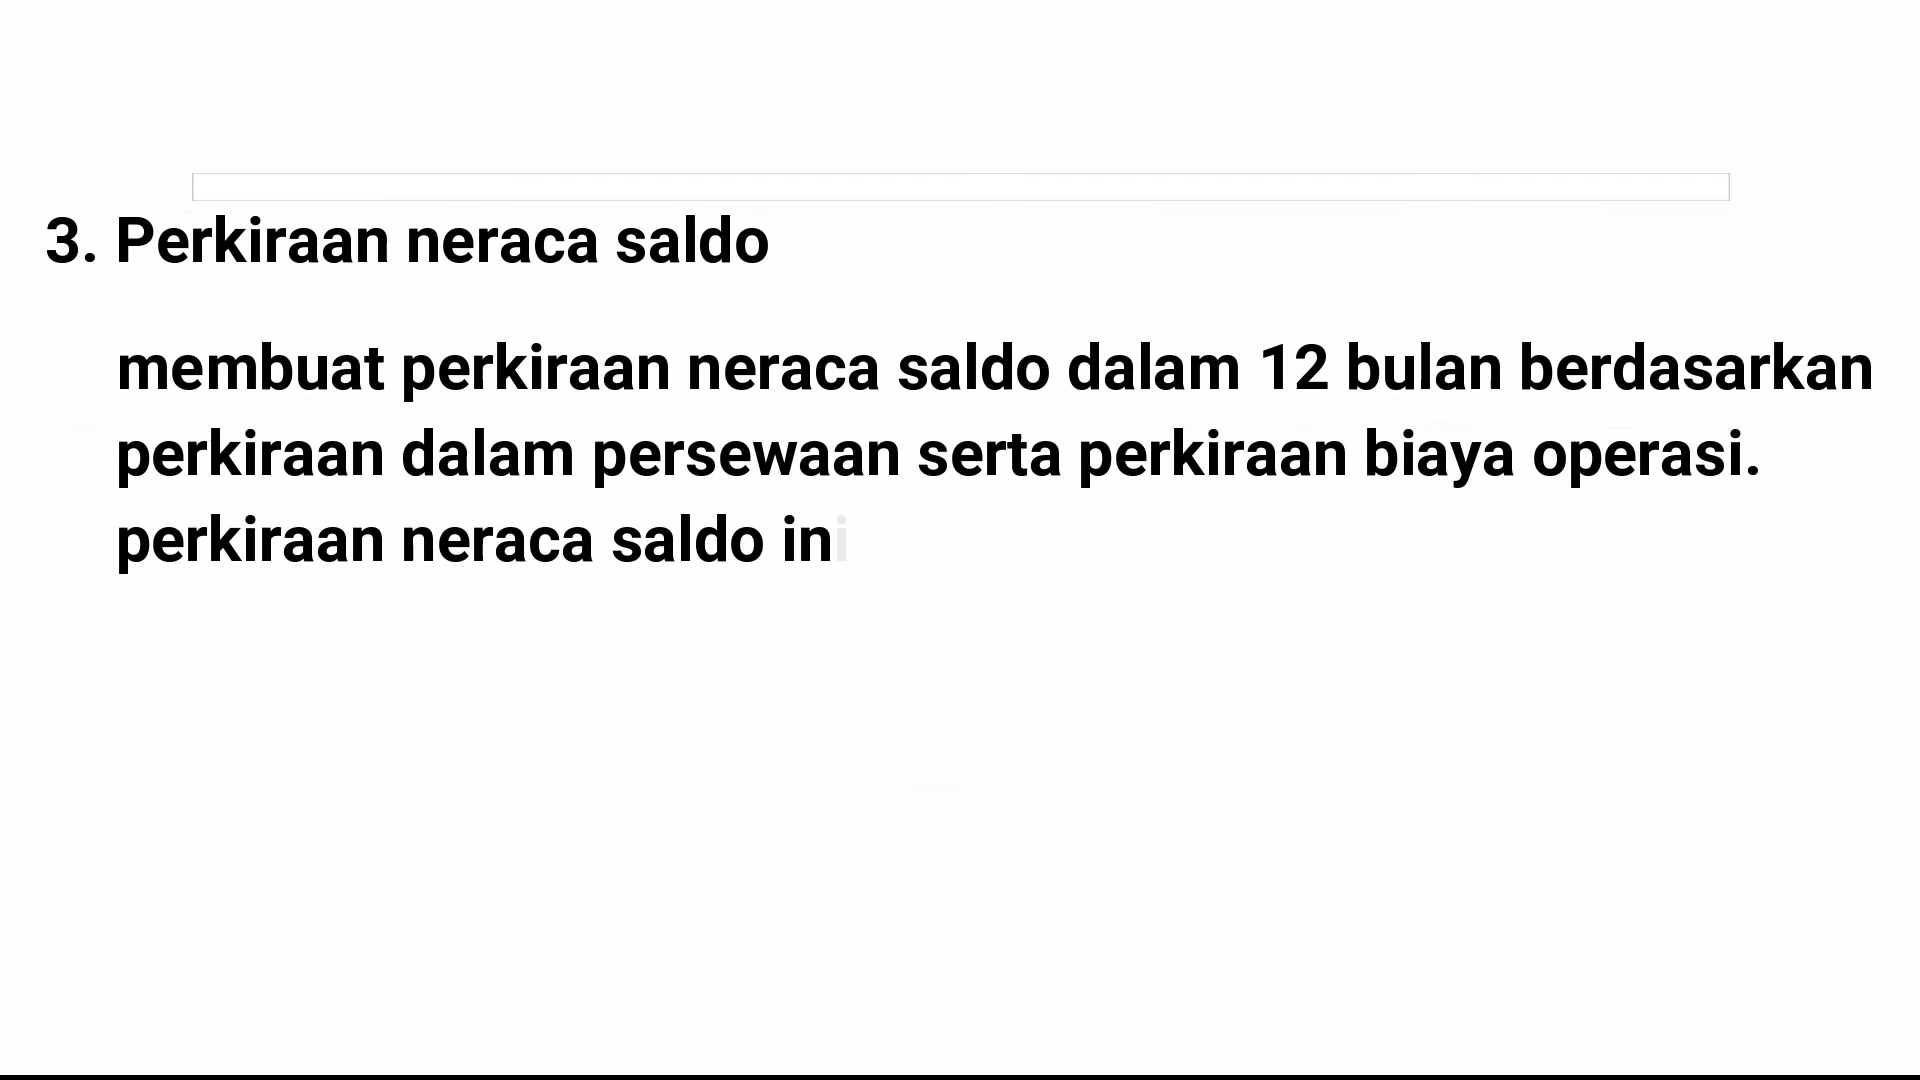 3. Perkiraan neraca saldo
membuat perkiraan neraca saldo dalam 12 bulan berdasarkan
perkiraan dalam persewaan serta perkiraan biaya operasi.
perkiraan neraca saldo ini